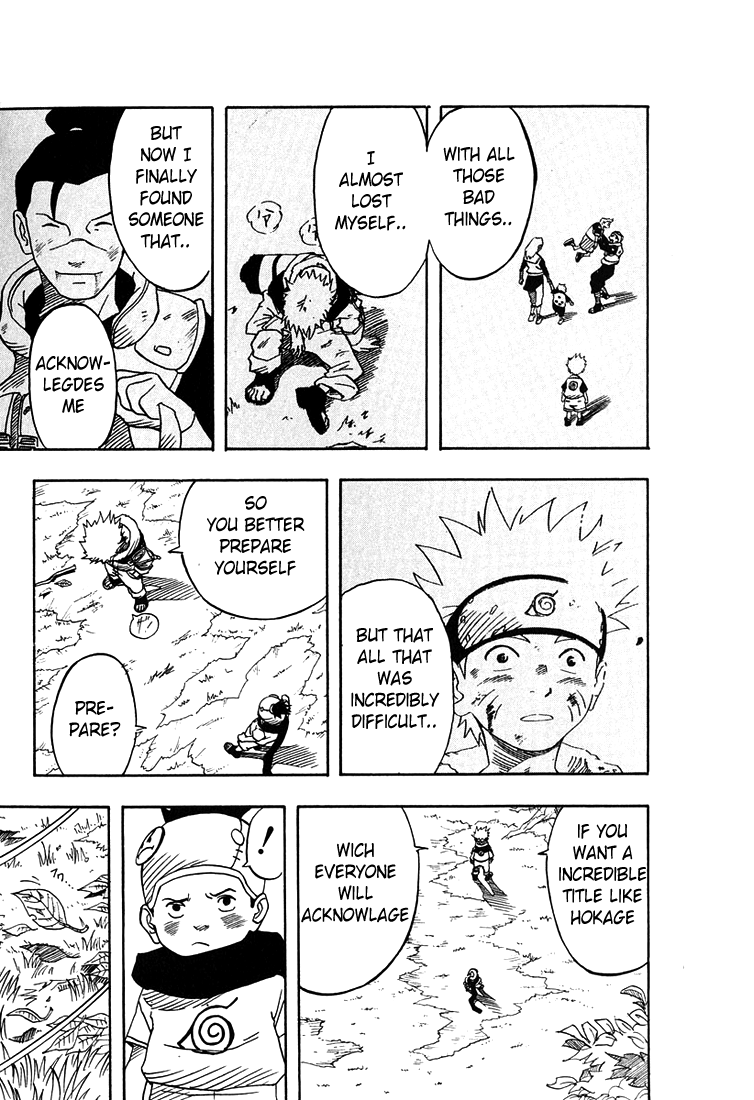 WITH ALL
THOSE
BAD
THINGS..
I
ALMOST
LOST
MYSELF..
BUT
NOW I
FINALLY
FOUND
SOMEONE
THAT..
ACKNOW-
LEGDES
ME
BUT THAT
ALL THAT
WAS
INCREDIBLY
DIFFICULT..
SO
YOU BETTER
PREPARE
YOURSELF
PRE-
PARE?
IF YOU
WANT A
INCREDIBLE
TITLE LIKE
HOKAGE
WICH
EVERYONE
WILL
ACKNOWLAGE
!